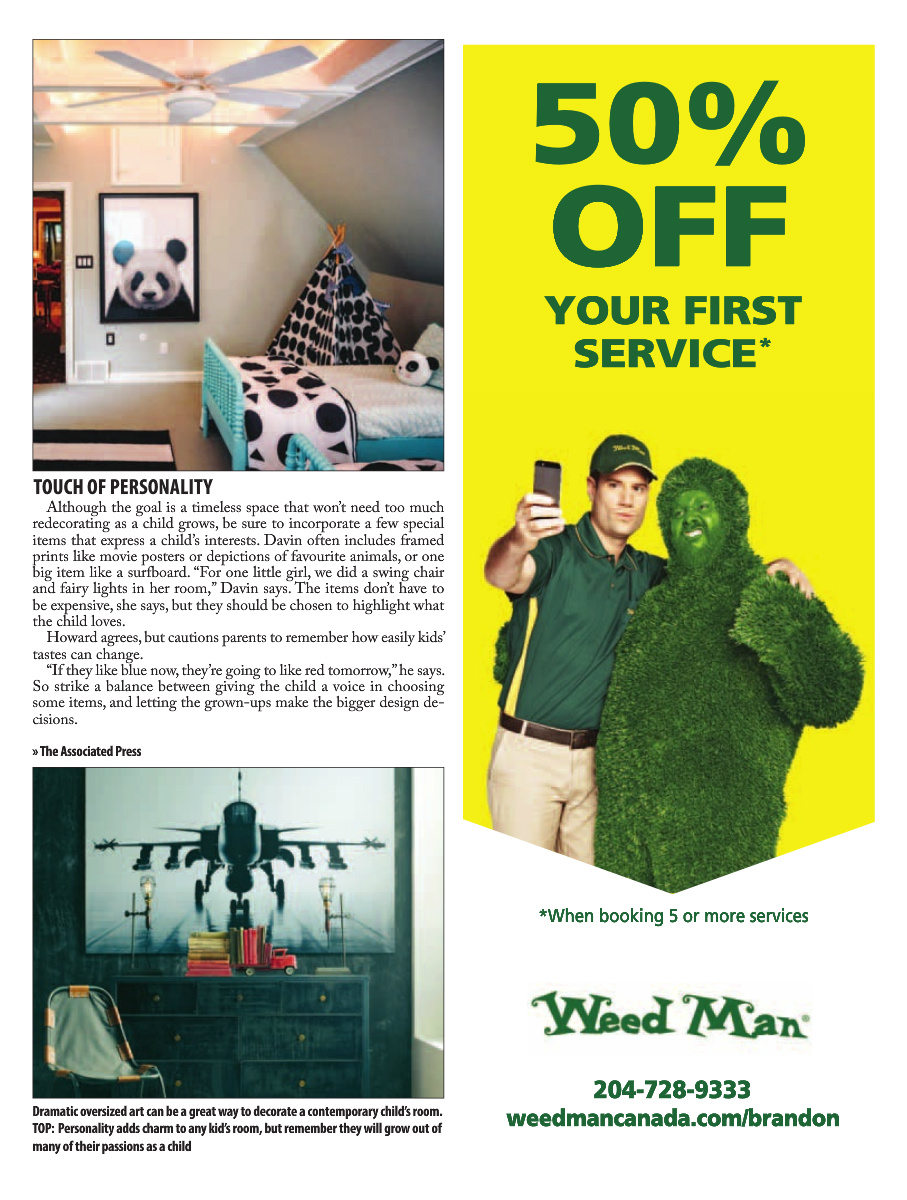 TOUCH OF PERSONALITY
Although the goal is a timeless space that won't need too much
redecorating as a child grows, be sure to incorporate a few special
items that express a child's interests. Davin often includes framed
prints like movie posters or depictions of favourite animals, or one
big item like a surfboard. “For one little girl, we did a swing chair
and fairy lights in her room,” Davin says. The items don't have to
be expensive, she says, but they should be chosen to highlight what
the child loves.
Howard agrees, but cautions parents to remember how easily kids'
tastes can change.
“If they like blue now, they're going to like red tomorrow,” he says.
So strike a balance between giving the child a voice in choosing
some items, and letting the grown-ups make the bigger design de-
cisions.
» The Associated Press
Dramatic oversized art can be a great way to decorate a contemporary child's room.
TOP: Personality adds charm to any kid's room, but remember they will grow out of
many of their passions as a child
50%
OFF
YOUR FIRST
SERVICE*
Weed Man
*When booking 5 or more services
Weed Man®
204-728-9333
weedmancanada.com/brandon